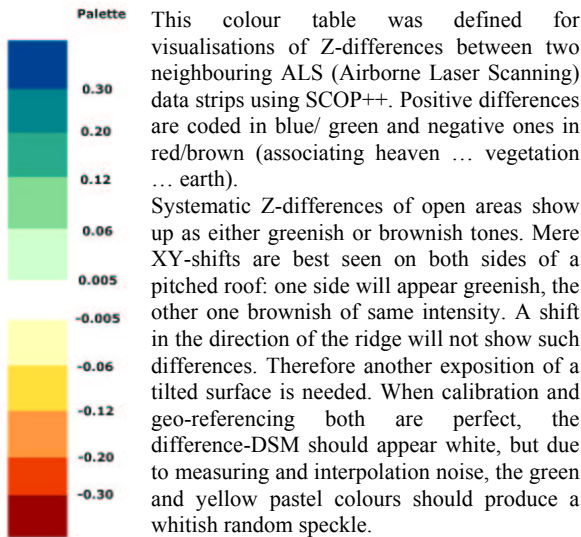 Palette
0.30
0.20
0.12
0.06
0.005
-0.005
-0.06
-0.12
-0.20
-0.30
This colour table was defined for
visualisations of Z-differences between two
neighbouring ALS (Airborne Laser Scanning)
data strips using SCOP++. Positive differences
are coded in blue/ green and negative ones in
red/brown (associating heaven … vegetation
… earth).
Systematic Z-differences of open areas show
up as either greenish or brownish tones. Mere
XY-shifts are best seen on both sides of a
pitched roof: one side will appear greenish, the
other one brownish of same intensity. A shift
in the direction of the ridge will not show such
differences. Therefore another exposition of a
tilted surface is needed. When calibration and
geo-referencing both are perfect, the
difference-DSM should appear white, but due
to measuring and interpolation noise, the green
and yellow pastel colours should produce a
whitish random speckle.